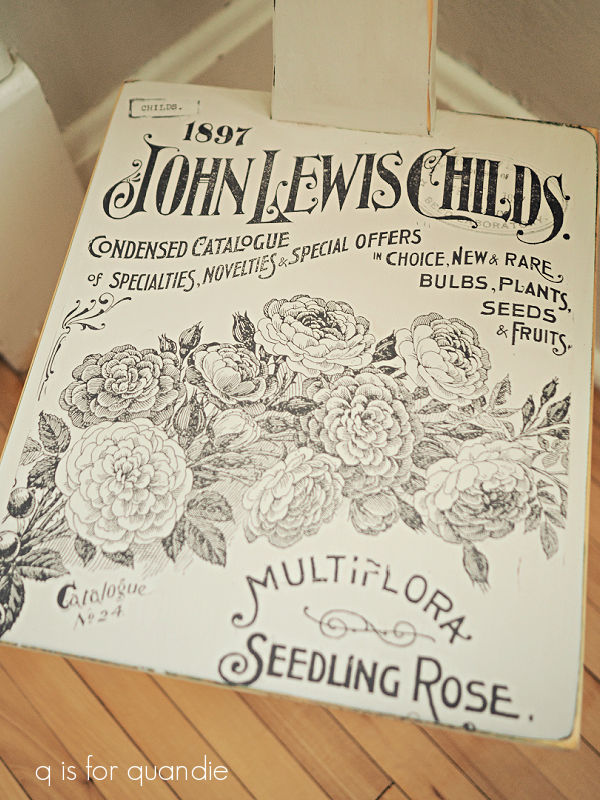 CHILDS.
1897
JOHN LEWIS CHILDS.
CONDENSED CATALOGUE
OF SPECIALTIES, NOVELTIES & SPECIAL OFFERS
IN CHOICE, NEW & RARE
BULBS, PLANTS,
SEEDS
& FRUITS.
Catalogue
No 24
MULTIFLORA
SEEDLING ROSE.
q is for quandie